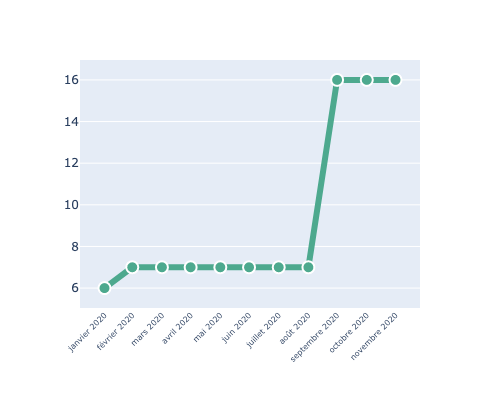 16
14
12
10
8
6
janvier 2020
février 2020
mars 2020
avril 2020
mai 2020
juin 2020
juillet 2020
août 2020
septembre 2020
octobre 2020
novembre 2020